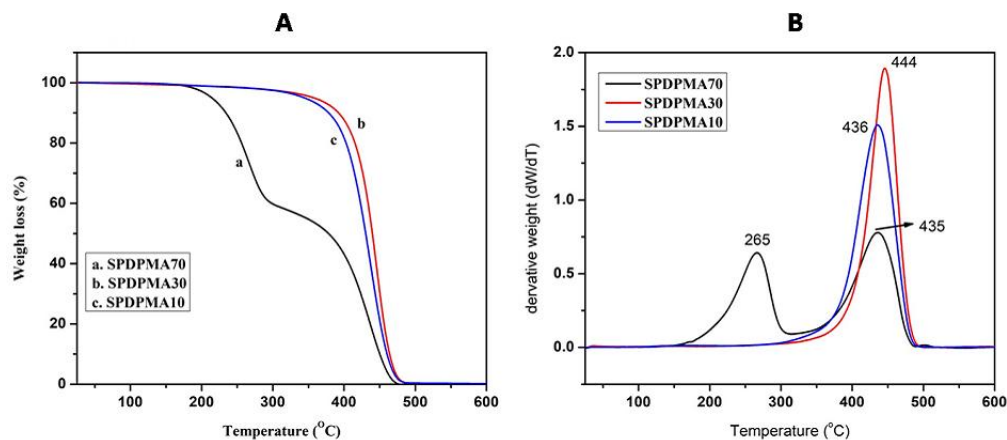 A
100
80
60
40
20
0
Weight loss (%)
a
b
c
a. SPDPMA70
b. SPDPMA30
c. SPDPMA10
100
200
300
400
500
600
Temperature (OC)
B
2.0
1.5
1.0
0.5
0.0
dervative weight (dW/dT)
SPDPMA70
SPDPMA30
SPDPMA10
444
436
435
265
100
200
300
400
500
600
Temperature (oC)